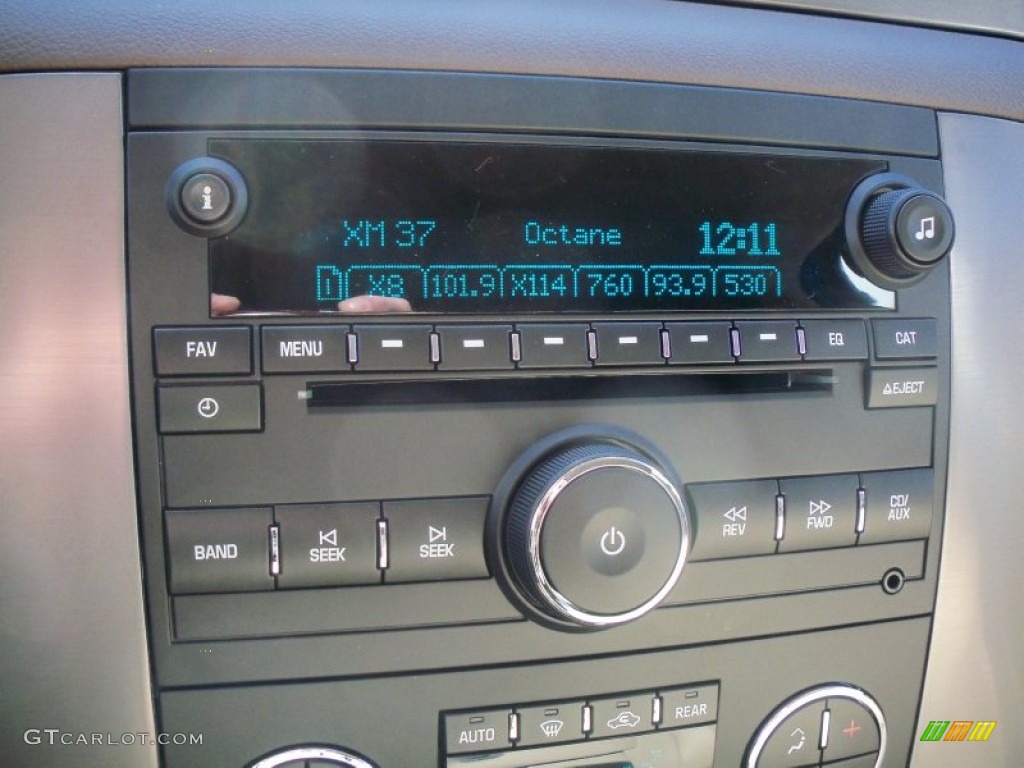 XM 37 Octane 12:11
1 X8 101.9 X114 760 93.9 530
FAV MENU EQ CAT
EJECT
BAND SEEK SEEK REV FWD CD/
AUX
AUTO REAR
GTCARLOT.COM